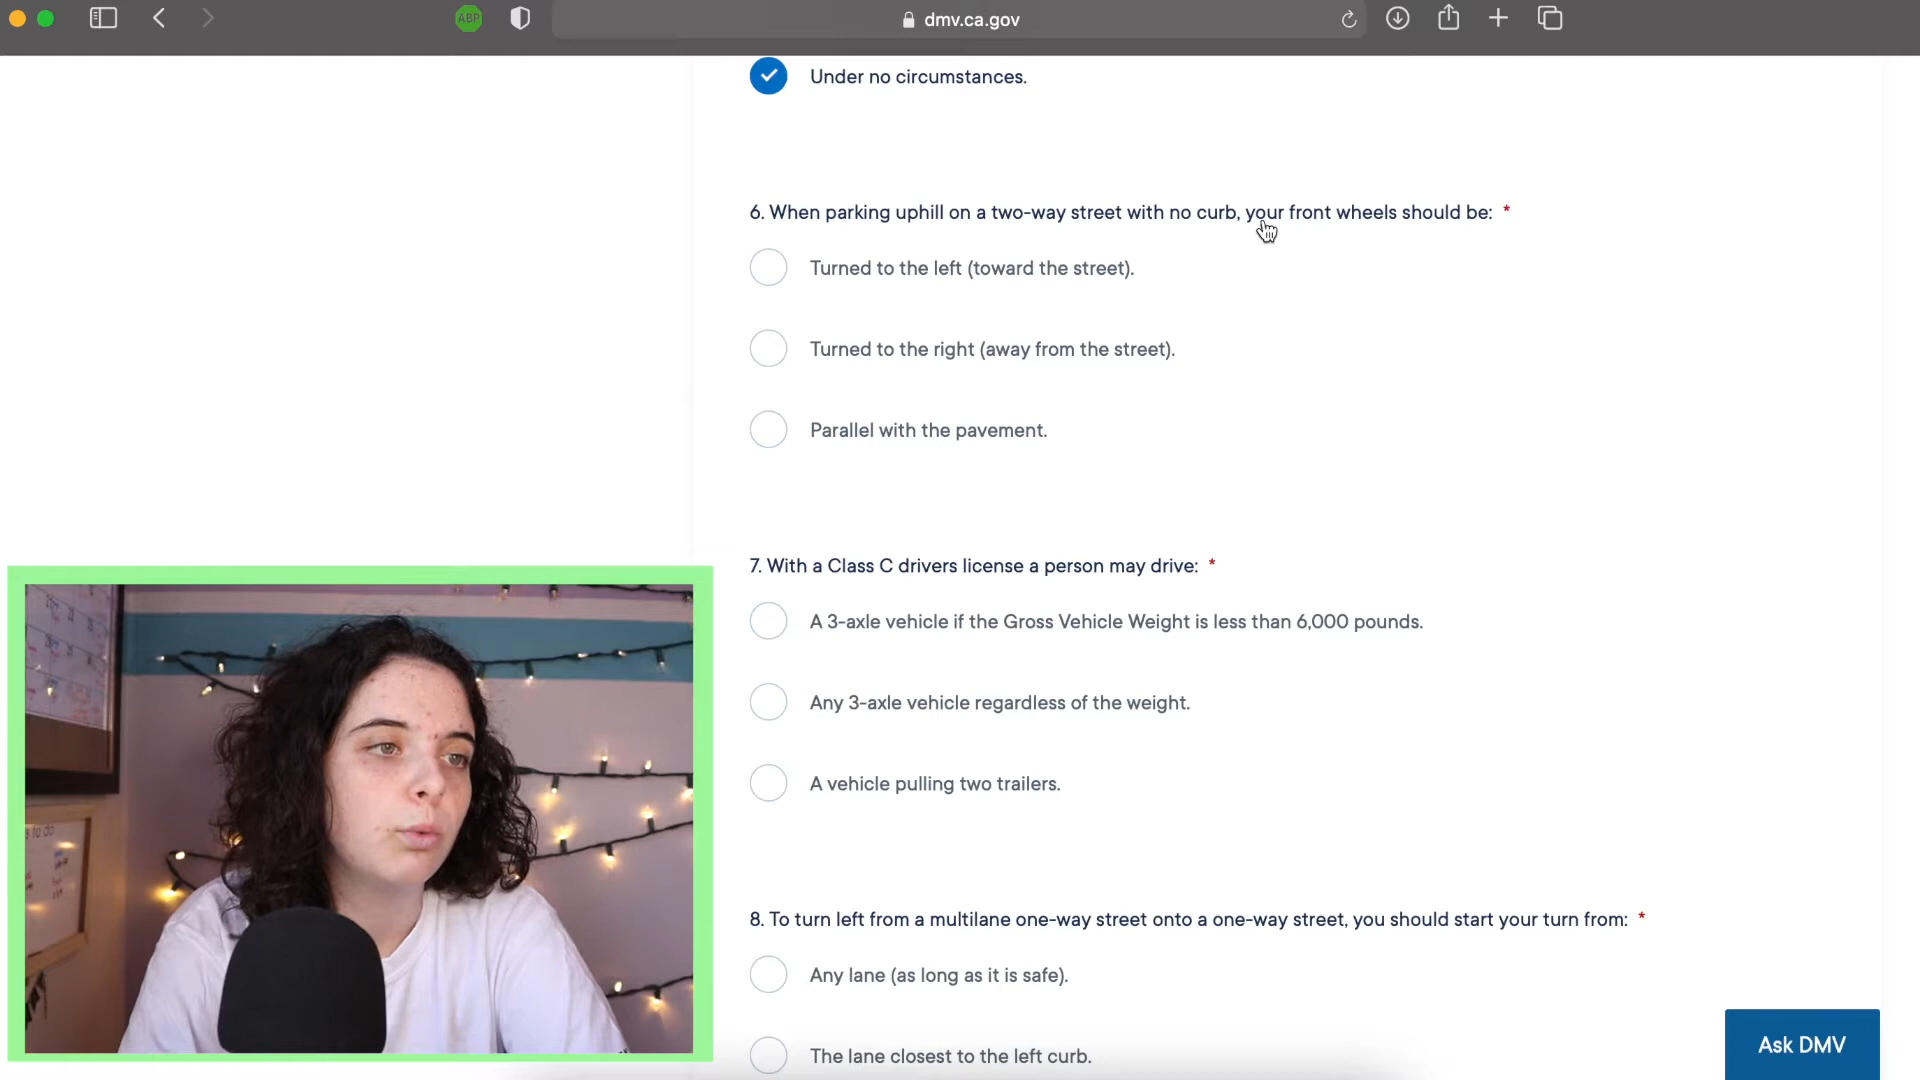 ABP
dmv.ca.gov
Under no circumstances.
6. When parking uphill on a two-way street with no curb, your front wheels should be: *
Turned to the left (toward the street).
Turned to the right (away from the street).
Parallel with the pavement.
7. With a Class C drivers license a person may drive: *
A 3-axle vehicle if the Gross Vehicle Weight is less than 6,000 pounds.
Any 3-axle vehicle regardless of the weight.
A vehicle pulling two trailers.
8. To turn left from a multilane one-way street onto a one-way street, you should start your turn from: *
Any lane (as long as it is safe).
The lane closest to the left curb.
Ask DMV
to do